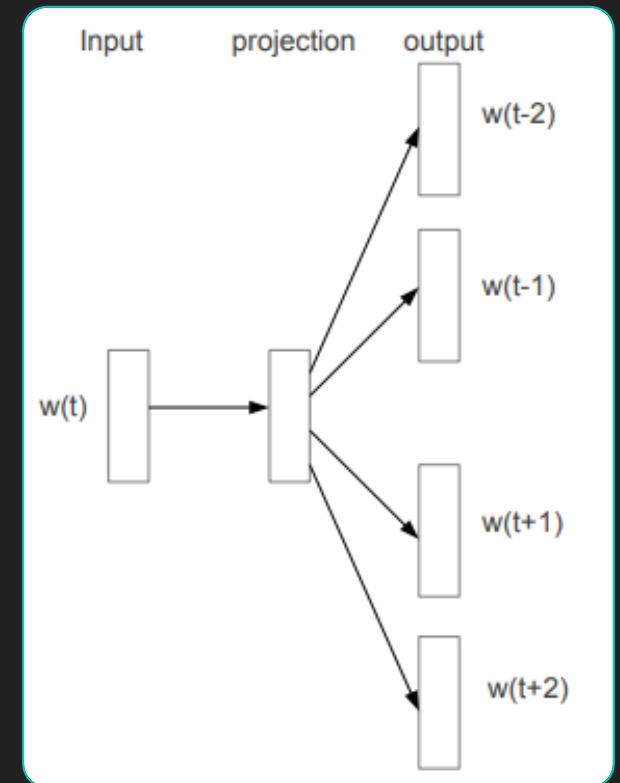 Input projection output
w(t-2)
w(t-1)
w(t)
w(t+1)
w(t+2)